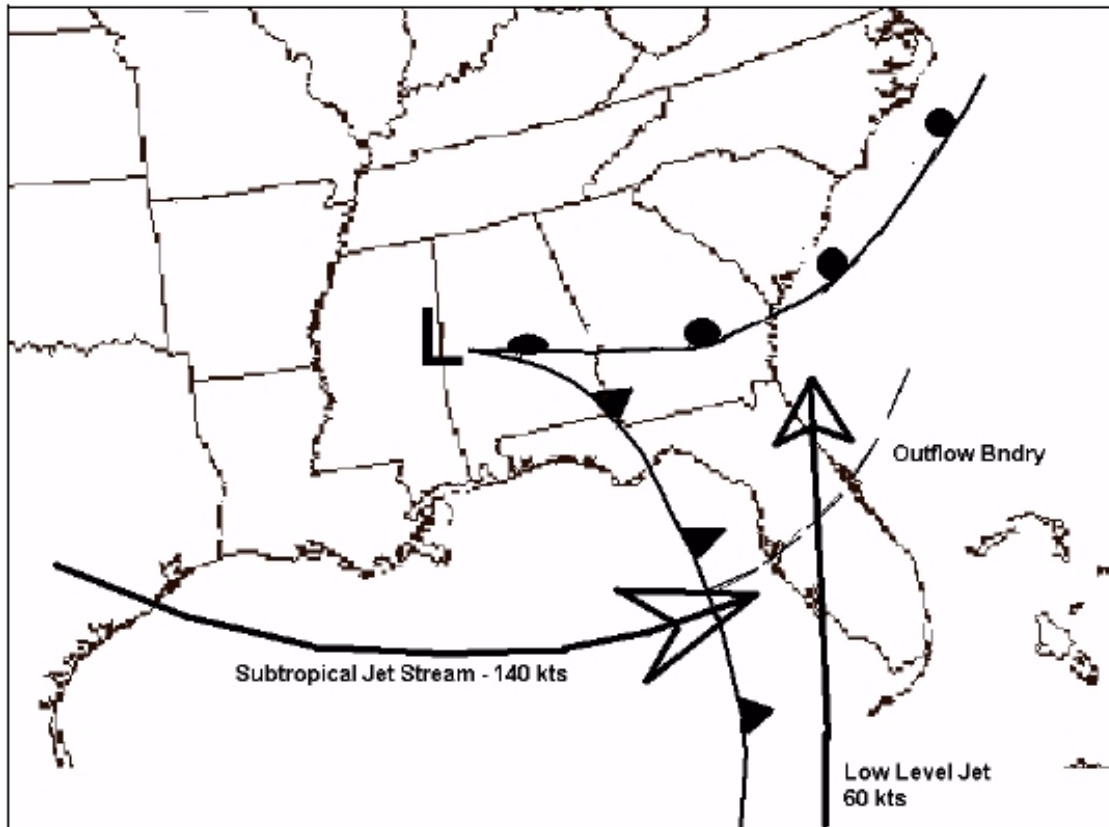 L
Outflow Bndry
Subtropical Jet Stream - 140 kts
Low Level Jet
60 kts